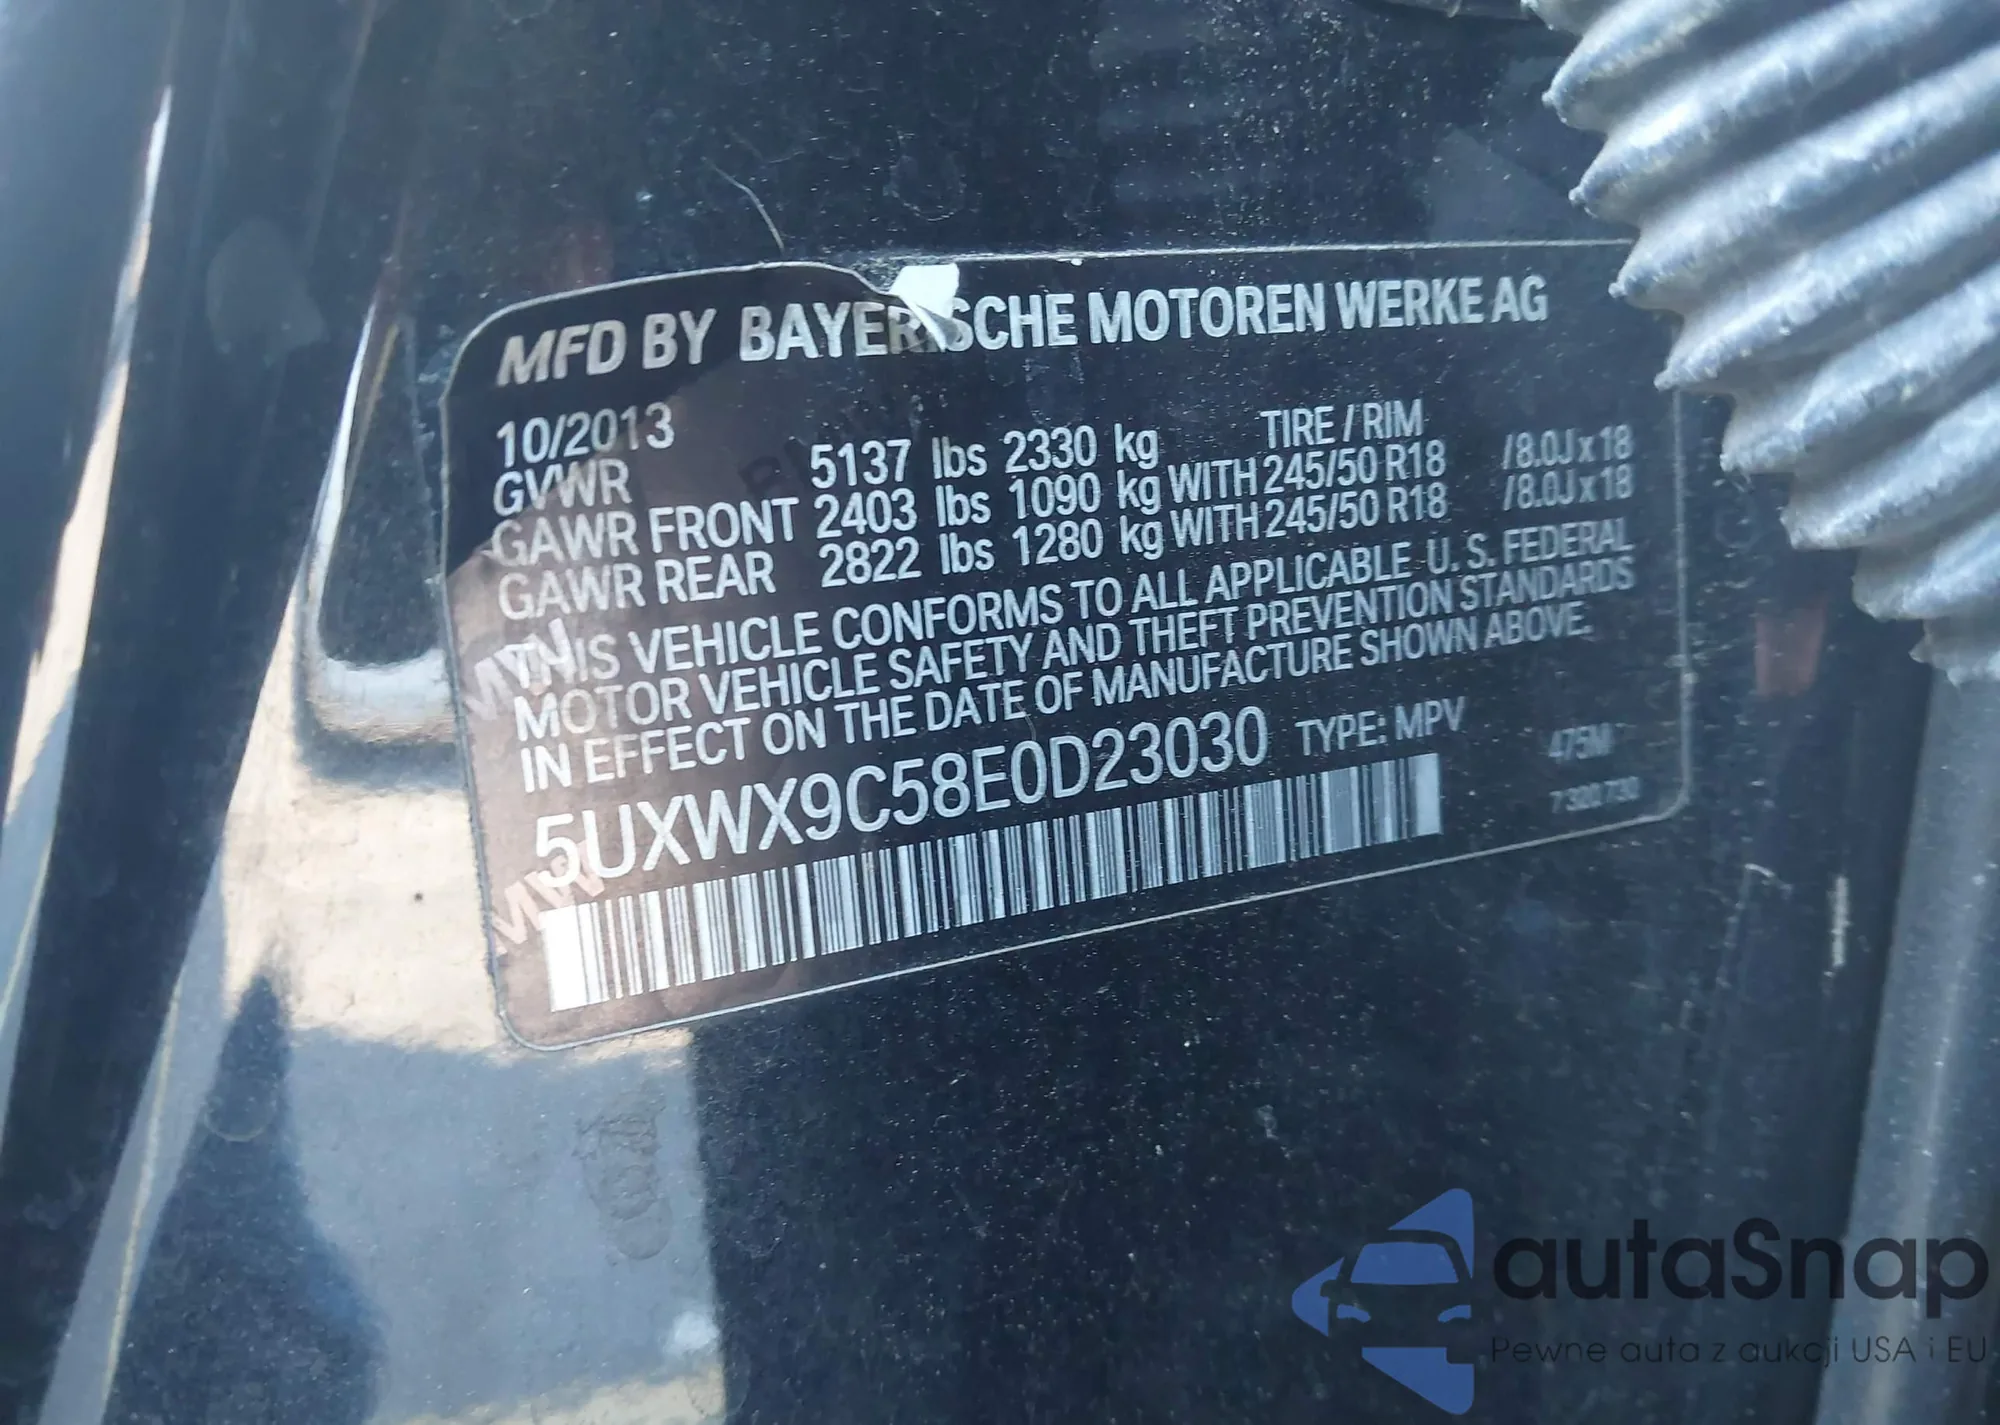 MFD BY BAYERISCHE MOTOREN WERKE AG
10/2013 TIRE / RIM
GVWR 5137 lbs 2330 kg
GAWR FRONT 2403 lbs 1090 kg WITH 245/50 R18 / 8.0J x 18
GAWR REAR 2822 lbs 1280 kg WITH 245/50 R18 / 8.0J x 18
THIS VEHICLE CONFORMS TO ALL APPLICABLE U. S. FEDERAL
MOTOR VEHICLE SAFETY AND THEFT PREVENTION STANDARDS
IN EFFECT ON THE DATE OF MANUFACTURE SHOWN ABOVE.
5UXWX9C58E0D23030 TYPE: MPV
475M
7 320 730
autaSnap
Pewne auta z aukcji USA i EU